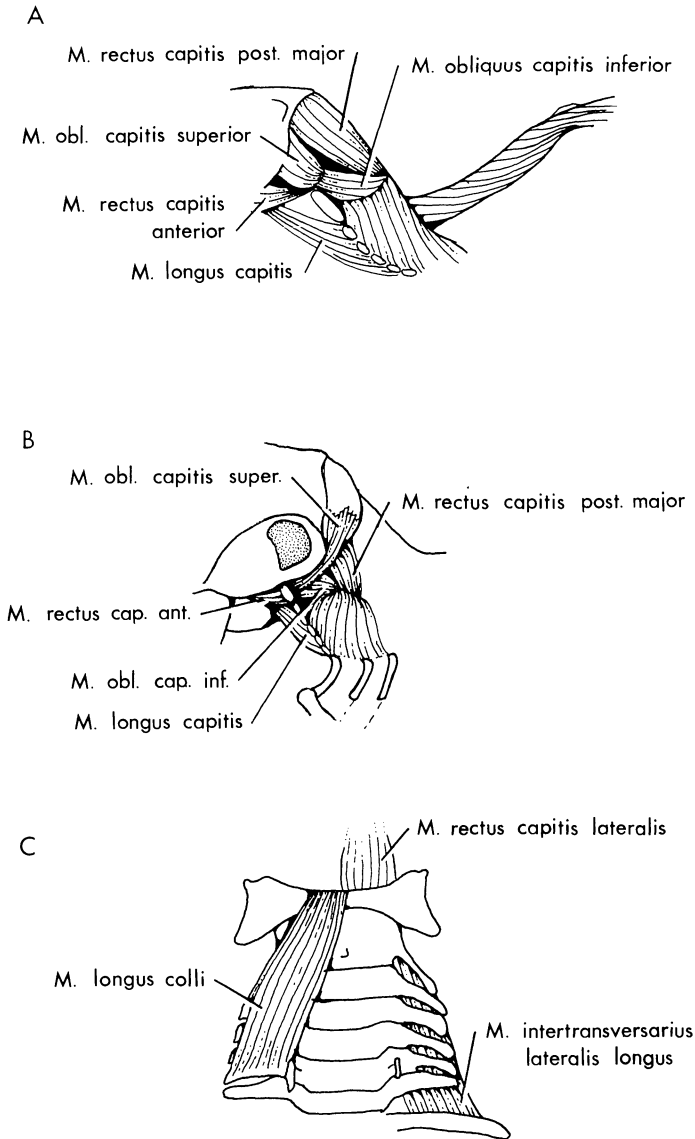 A
M. rectus capitis post. major
M. obliquus capitis inferior
M. obl. capitis superior
M. rectus capitis
anterior
M. longus capitis
B
M. obl. capitis super.
M. rectus capitis post. major
M. rectus cap. ant.
M. obl. cap. inf.
M. longus capitis
C
M. rectus capitis lateralis
M. longus colli
M. intertransversarius
lateralis longus